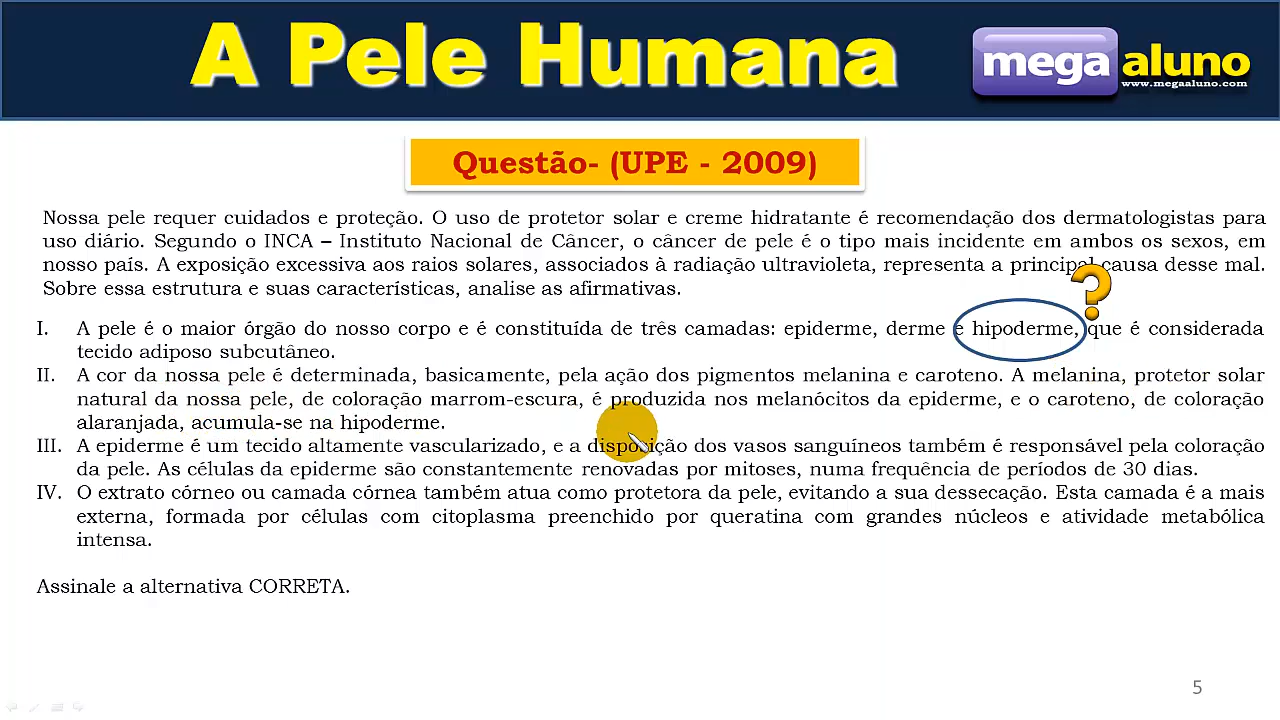 A Pele Humana
mega aluno
www.megaaluno.com
Questão- (UPE - 2009)
Nossa pele requer cuidados e proteção. O uso de protetor solar e creme hidratante é recomendação dos dermatologistas para
uso diário. Segundo o INCA – Instituto Nacional de Câncer, o câncer de pele é o tipo mais incidente em ambos os sexos, em
nosso país. A exposição excessiva aos raios solares, associados à radiação ultravioleta, representa a principal causa desse mal.
Sobre essa estrutura e suas características, analise as afirmativas.
?
I. A pele é o maior órgão do nosso corpo e é constituída de três camadas: epiderme, derme e hipoderme, que é considerada
tecido adiposo subcutâneo.
II. A cor da nossa pele é determinada, basicamente, pela ação dos pigmentos melanina e caroteno. A melanina, protetor solar
natural da nossa pele, de coloração marrom-escura, é produzida nos melanócitos da epiderme, e o caroteno, de coloração
alaranjada, acumula-se na hipoderme.
III. A epiderme é um tecido altamente vascularizado, e a disposição dos vasos sanguíneos também é responsável pela coloração
da pele. As células da epiderme são constantemente renovadas por mitoses, numa frequência de períodos de 30 dias.
IV. O extrato córneo ou camada córnea também atua como protetora da pele, evitando a sua dessecação. Esta camada é a mais
externa, formada por células com citoplasma preenchido por queratina com grandes núcleos e atividade metabólica
intensa.
Assinale a alternativa CORRETA.
5